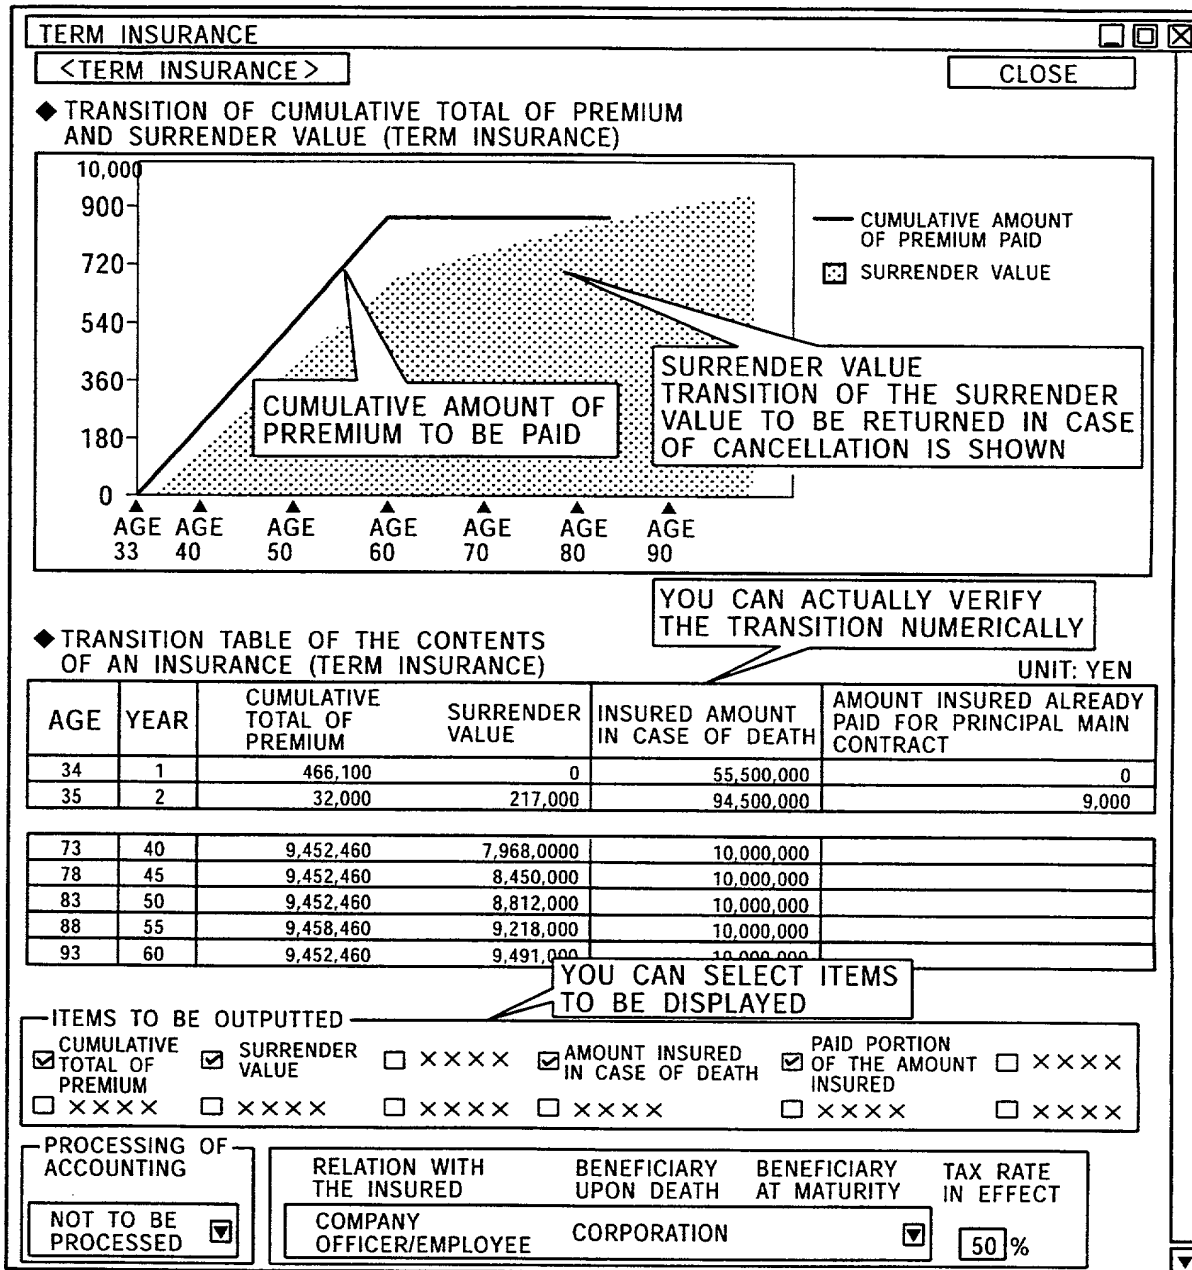 TERM INSURANCE
<TERM INSURANCE>
CLOSE
◆ TRANSITION OF CUMULATIVE TOTAL OF PREMIUM
AND SURRENDER VALUE (TERM INSURANCE)
10,000
900
720
540
360
180
0
CUMULATIVE AMOUNT
OF PREMIUM PAID
SURRENDER VALUE
CUMULATIVE AMOUNT OF
PRREMIUM TO BE PAID
SURRENDER VALUE
TRANSITION OF THE SURRENDER
VALUE TO BE RETURNED IN CASE
OF CANCELLATION IS SHOWN
AGE AGE AGE AGE AGE AGE AGE
33 40 50 60 70 80 90
YOU CAN ACTUALLY VERIFY
THE TRANSITION NUMERICALLY
◆ TRANSITION TABLE OF THE CONTENTS
OF AN INSURANCE (TERM INSURANCE)
UNIT: YEN
AGE
YEAR
CUMULATIVE
TOTAL OF
PREMIUM
SURRENDER
VALUE
INSURED AMOUNT
IN CASE OF DEATH
AMOUNT INSURED ALREADY
PAID FOR PRINCIPAL MAIN
CONTRACT
34 1 466,100 0 55,500,000 0
35 2 32,000 217,000 94,500,000 9,000
73 40 9,452,460 7,968,0000 10,000,000
78 45 9,452,460 8,450,000 10,000,000
83 50 9,452,460 8,812,000 10,000,000
88 55 9,458,460 9,218,000 10,000,000
93 60 9,452,460 9,491,000 10,000,000
YOU CAN SELECT ITEMS
TO BE DISPLAYED
ITEMS TO BE OUTPUTTED
CUMULATIVE
TOTAL OF
PREMIUM
SURRENDER
VALUE
××××
AMOUNT INSURED
IN CASE OF DEATH
PAID PORTION
OF THE AMOUNT
INSURED
××××
×××× ×××× ×××× ×××× ×××× ××××
PROCESSING OF
ACCOUNTING
NOT TO BE
PROCESSED
RELATION WITH
THE INSURED
BENEFICIARY
UPON DEATH
BENEFICIARY
AT MATURITY
TAX RATE
IN EFFECT
COMPANY
OFFICER/EMPLOYEE
CORPORATION
50 %